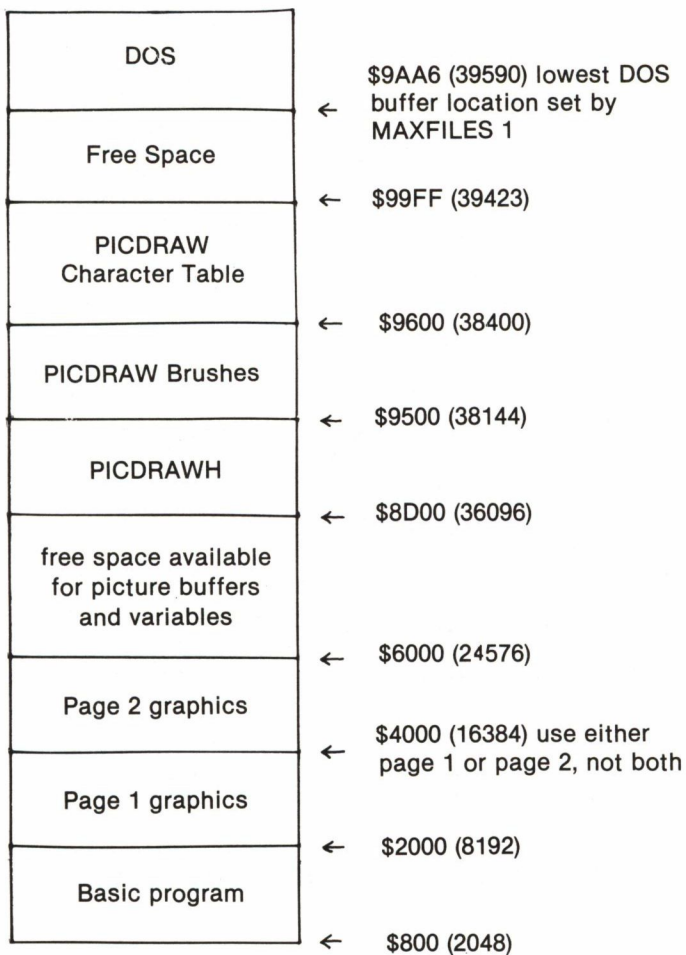 DOS
$9AA6 (39590) lowest DOS
buffer location set by
MAXFILES 1
←
Free Space
← $99FF (39423)
PICDRAW
Character Table
← $9600 (38400)
PICDRAW Brushes
← $9500 (38144)
PICDRAWH
← $8D00 (36096)
free space available
for picture buffers
and variables
← $6000 (24576)
Page 2 graphics
$4000 (16384) use either
← page 1 or page 2, not both
Page 1 graphics
← $2000 (8192)
Basic program
← $800 (2048)